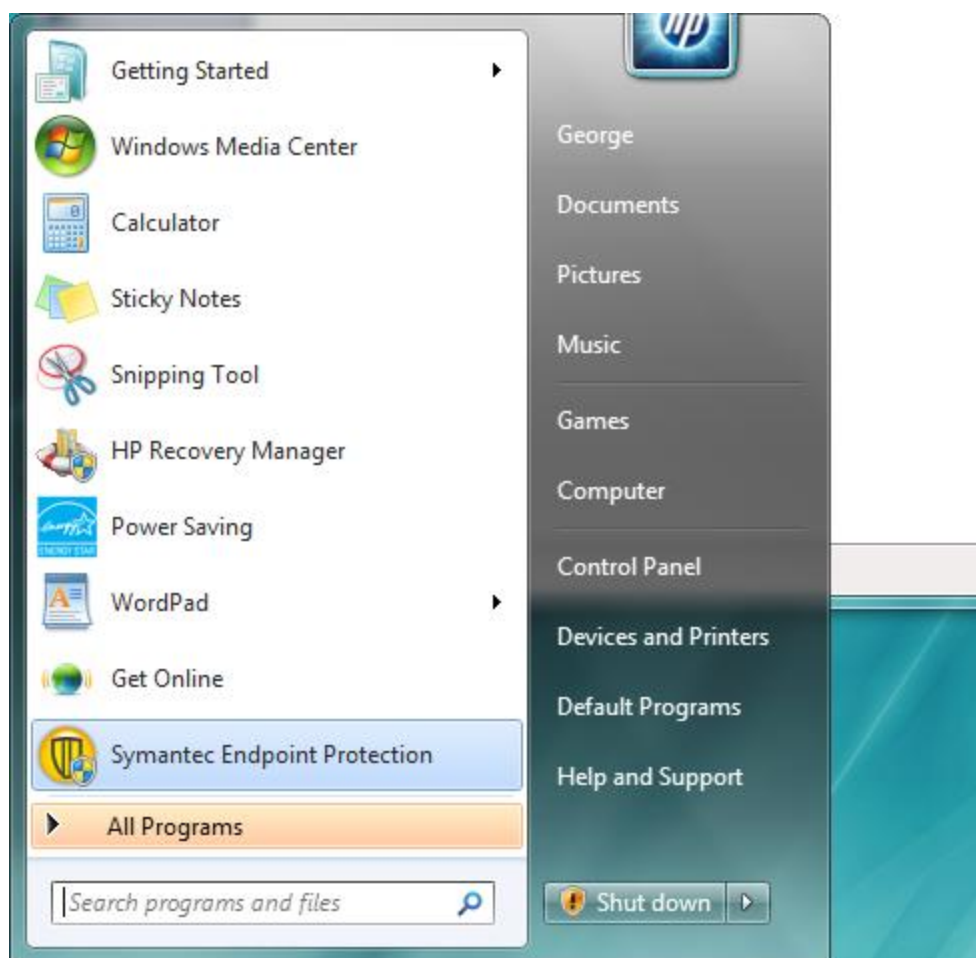 hp
Getting Started
Windows Media Center
Calculator
Sticky Notes
Snipping Tool
HP Recovery Manager
Power Saving
WordPad
Get Online
Symantec Endpoint Protection
All Programs
Search programs and files
George
Documents
Pictures
Music
Games
Computer
Control Panel
Devices and Printers
Default Programs
Help and Support
Shut down